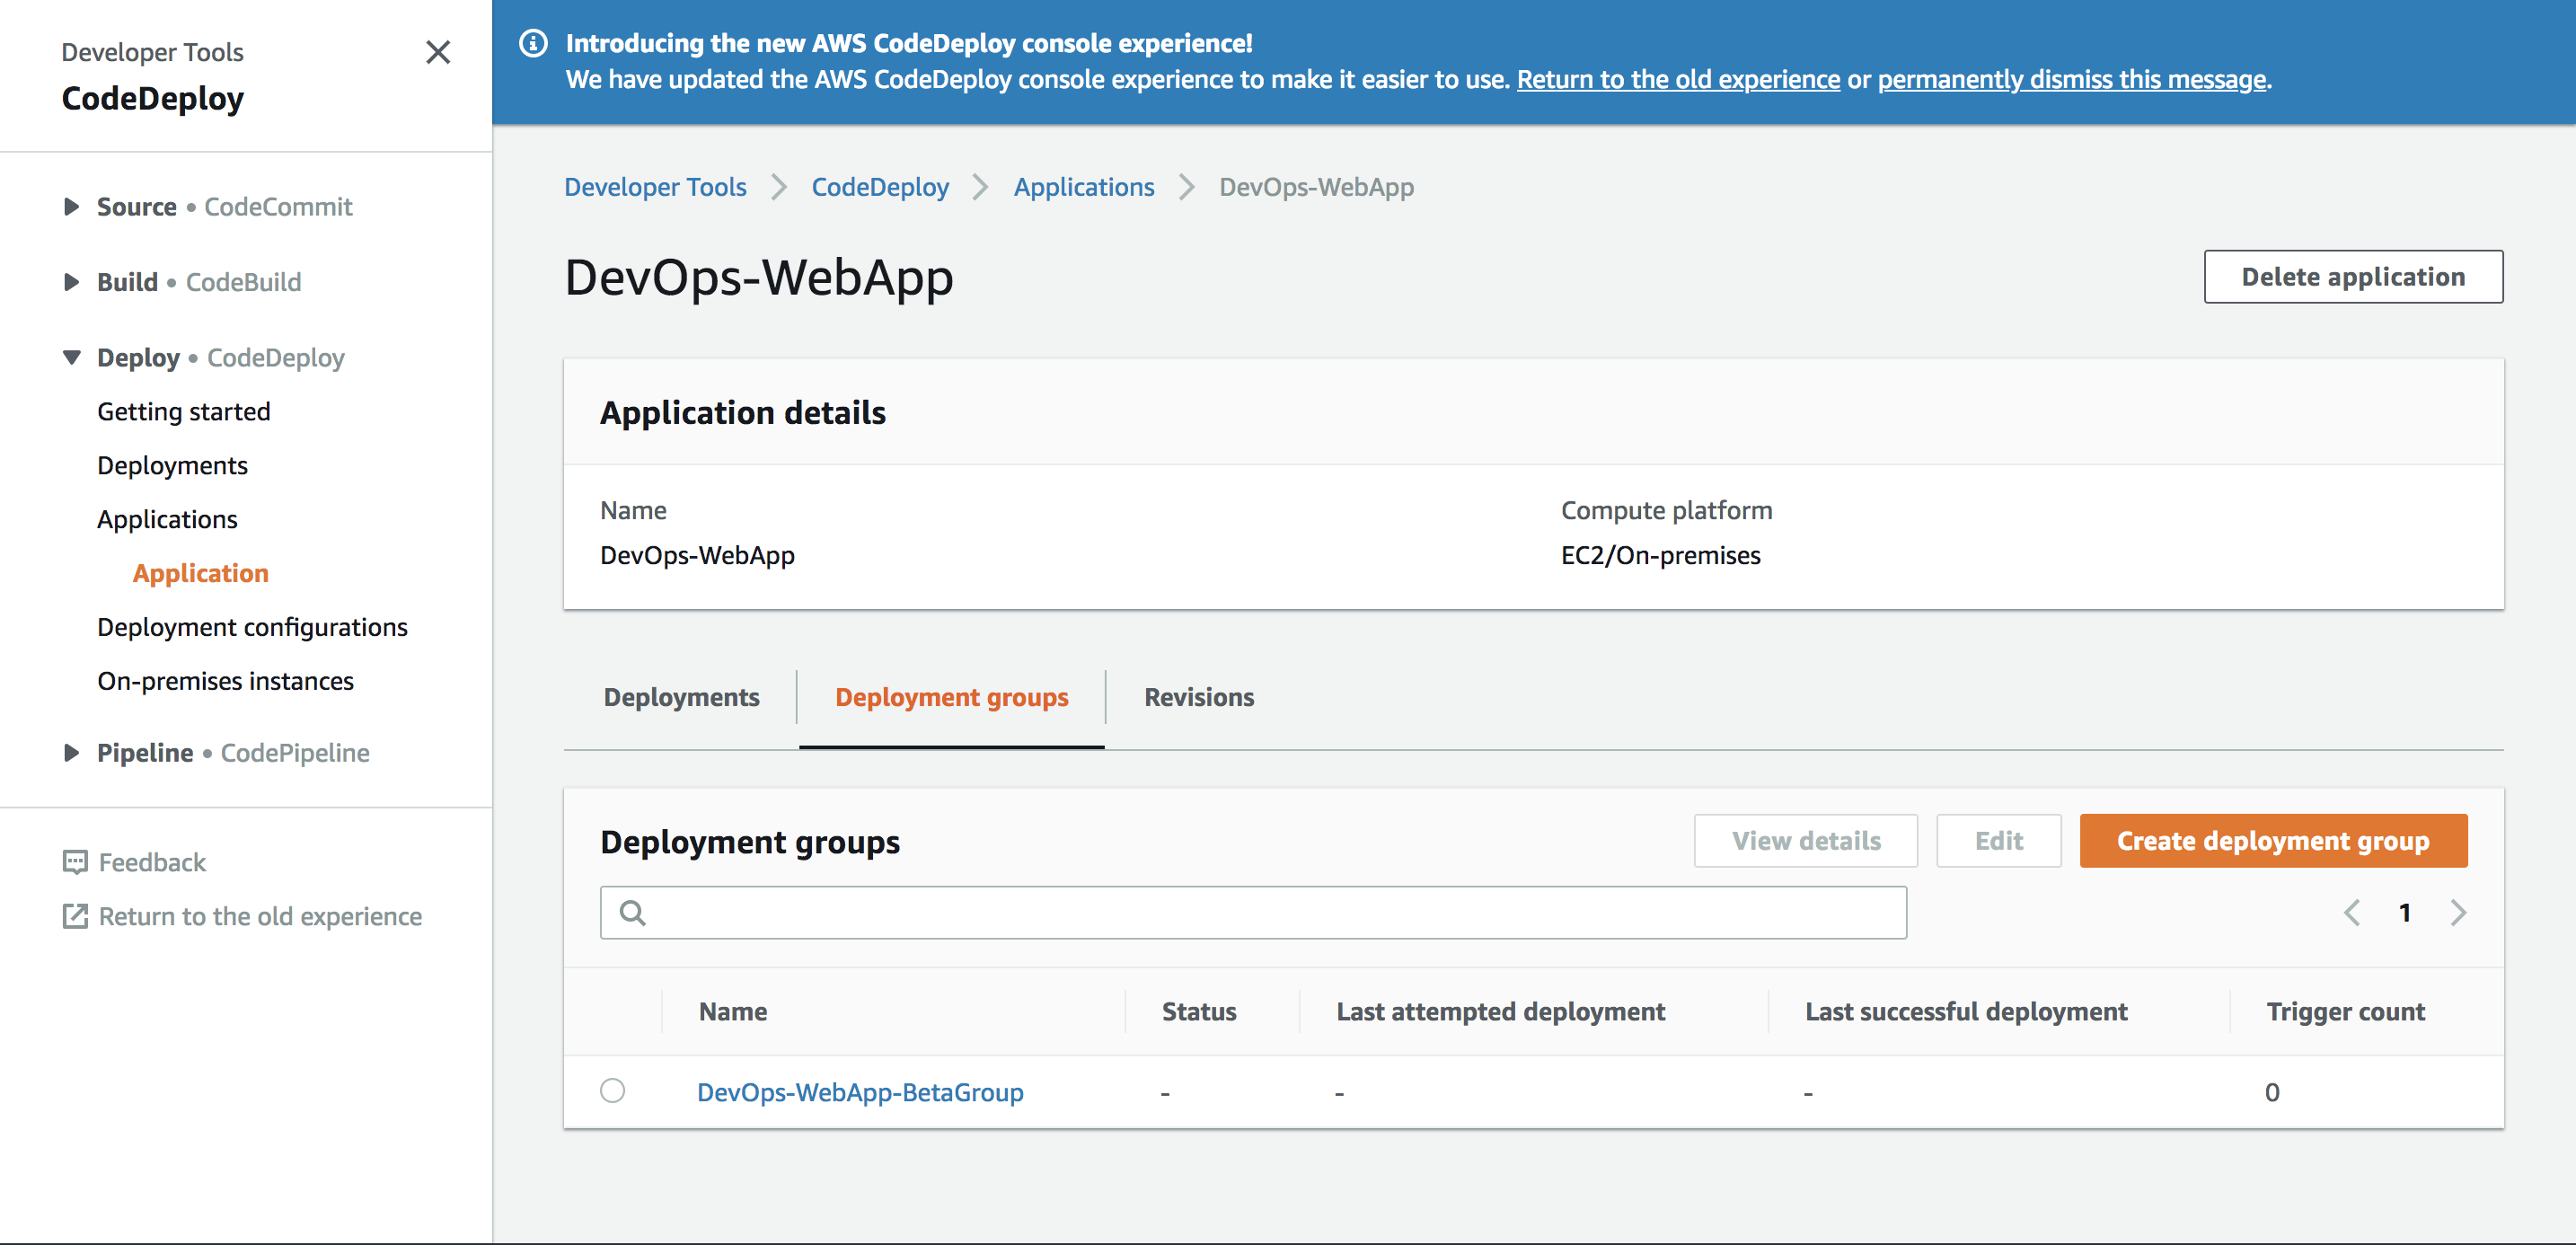 Developer Tools
CodeDeploy
Source • CodeCommit
Build • CodeBuild
Deploy • CodeDeploy
Getting started
Deployments
Applications
Application
Deployment configurations
On-premises instances
Pipeline • CodePipeline
Feedback
Return to the old experience
Introducing the new AWS CodeDeploy console experience!
We have updated the AWS CodeDeploy console experience to make it easier to use. Return to the old experience or permanently dismiss this message.
Developer Tools > CodeDeploy > Applications > DevOps-WebApp
DevOps-WebApp
Delete application
Application details
Name Compute platform
DevOps-WebApp EC2/On-premises
Deployments Deployment groups Revisions
Deployment groups View details Edit Create deployment group
1
Name Status Last attempted deployment Last successful deployment Trigger count
DevOps-WebApp-BetaGroup - - - 0